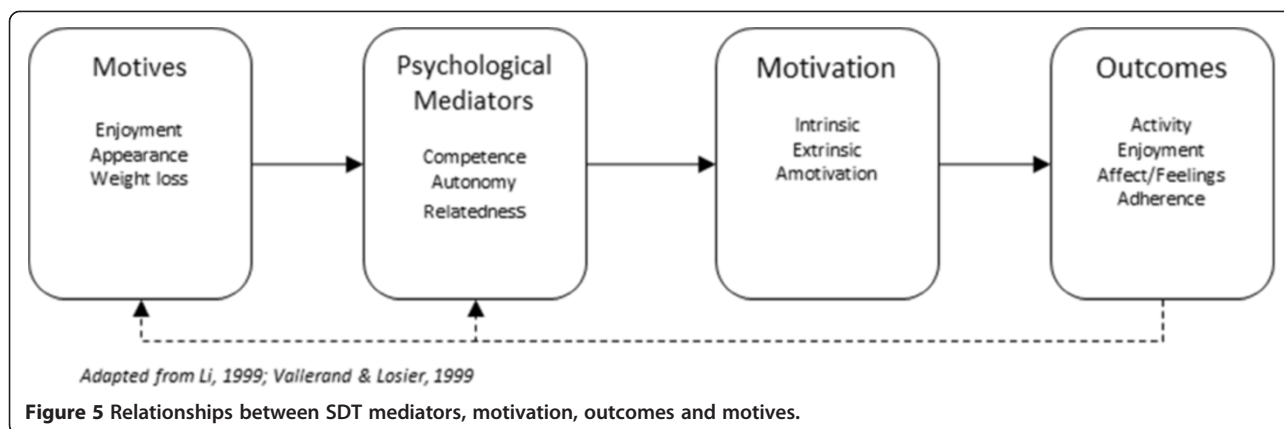 Motives
Enjoyment
Appearance
Weight loss
Psychological
Mediators
Competence
Autonomy
Relatedness
Motivation
Intrinsic
Extrinsic
Amotivation
Outcomes
Activity
Enjoyment
Affect/Feelings
Adherence
Adapted from Li, 1999; Vallerand & Losier, 1999
Figure 5 Relationships between SDT mediators, motivation, outcomes and motives.